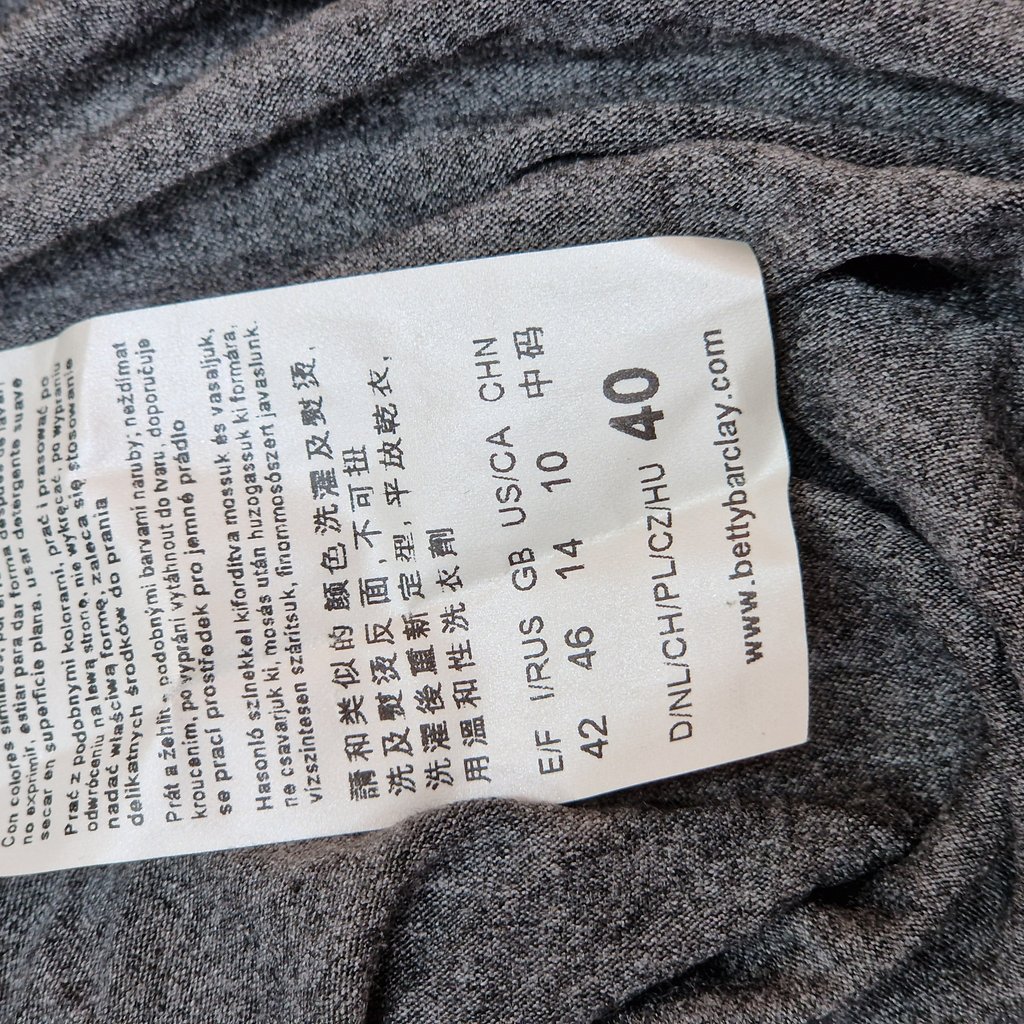 Con colores similares, por el
no exprimir, estirar para dar forma después de lavar,
secar en superficie plana, usar detergente suave
Prać z podobnymi kolorami, prać i prasować po
odwróceniu na lewą stronę, nie wykręcać, po wypraniu
nadać właściwą formę, zaleca się stosowanie
delikatnych środków do prania
Prát a žehlit s podobnými barvami naruby, neždímat
kroucením, po vyprání vytáhnout do tvaru, doporučuje
se prací prostředek pro jemné prádlo
Hasonló színekkel kifordítva mossuk és vasaljuk,
ne csavarjuk ki, mosás után huzogassuk ki formára,
vízszintesen szárítsuk, finommosószert javaslunk.
請和类似的 顏色洗濯及熨烫,
洗及熨烫反面,不可扭
洗濯後重新定型,平放乾衣,
用溫和性洗衣劑
E/F I/RUS GB US/CA CHN
42 46 14 10 中码
D/NL/CH/PL/CZ/HU 40
www.bettybarclay.com